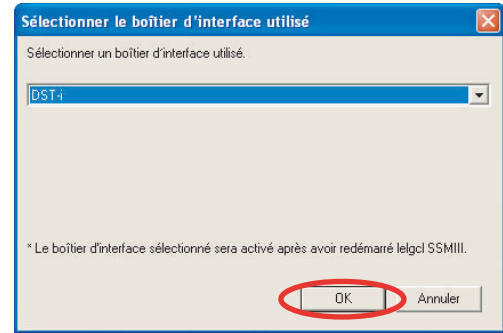 Sélectionner le boîtier d'interface utilisé
Sélectionner un boîtier d'interface utilisé.
DST-i
* Le boîtier d'interface sélectionné sera activé après avoir redémarré lelgcl SSMIII.
OK
Annuler